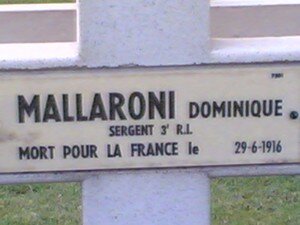 MALLARONI DOMINIQUE.
SERGENT 3ᵉ R.I.
MORT POUR LA FRANCE le 29-6-1916